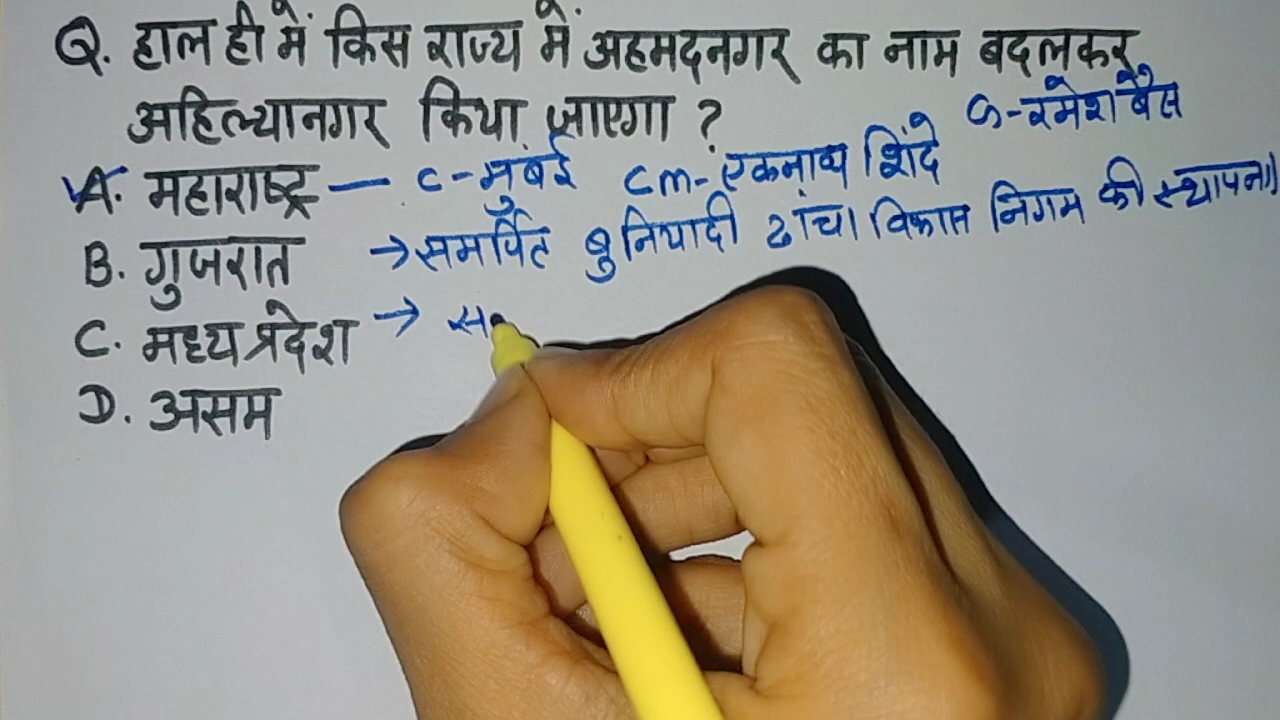 Q. हाल ही में किस राज्य में अहमदनगर का नाम बदलकर
अहिल्यानगर किया जाएगा ?
A. महाराष्ट्र — C-मुंबई CM-एकनाथ शिंदे G-रमेश बैस
B. गुजरात → समर्पित बुनियादी ढांचा विकास निगम की स्थापना
C. मध्यप्रदेश → स
D. असम